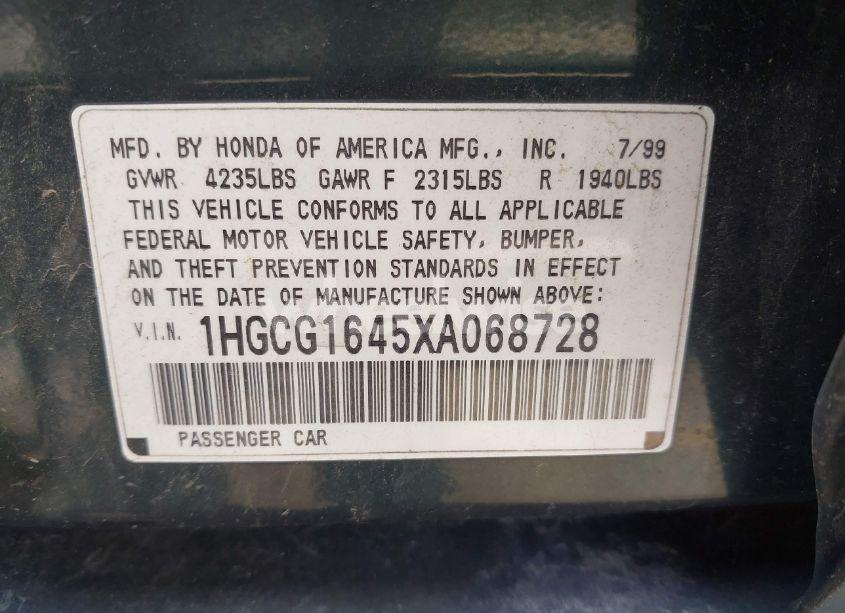 MFD. BY HONDA OF AMERICA MFG., INC. 7/99
GVWR 4235LBS GAWR F 2315LBS R 1940LBS
THIS VEHICLE CONFORMS TO ALL APPLICABLE
FEDERAL MOTOR VEHICLE SAFETY, BUMPER,
AND THEFT PREVENTION STANDARDS IN EFFECT
ON THE DATE OF MANUFACTURE SHOWN ABOVE:
V.I.N. 1HGCG1645XA068728
PASSENGER CAR